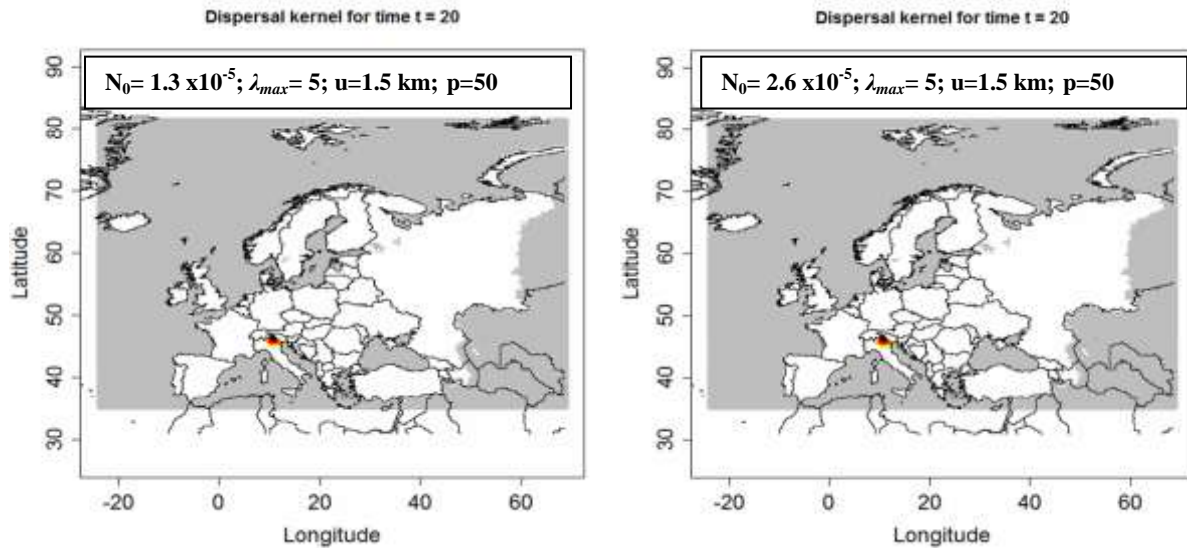 Dispersal kernel for time t = 20
N₀= 1.3 x10⁻⁵; λmax= 5; u=1.5 km; p=50
90
80
70
60
50
40
30
Latitude
-20 0 20 40 60
Longitude
Dispersal kernel for time t = 20
N₀= 2.6 x10⁻⁵; λmax= 5; u=1.5 km; p=50
90
80
70
60
50
40
30
Latitude
-20 0 20 40 60
Longitude